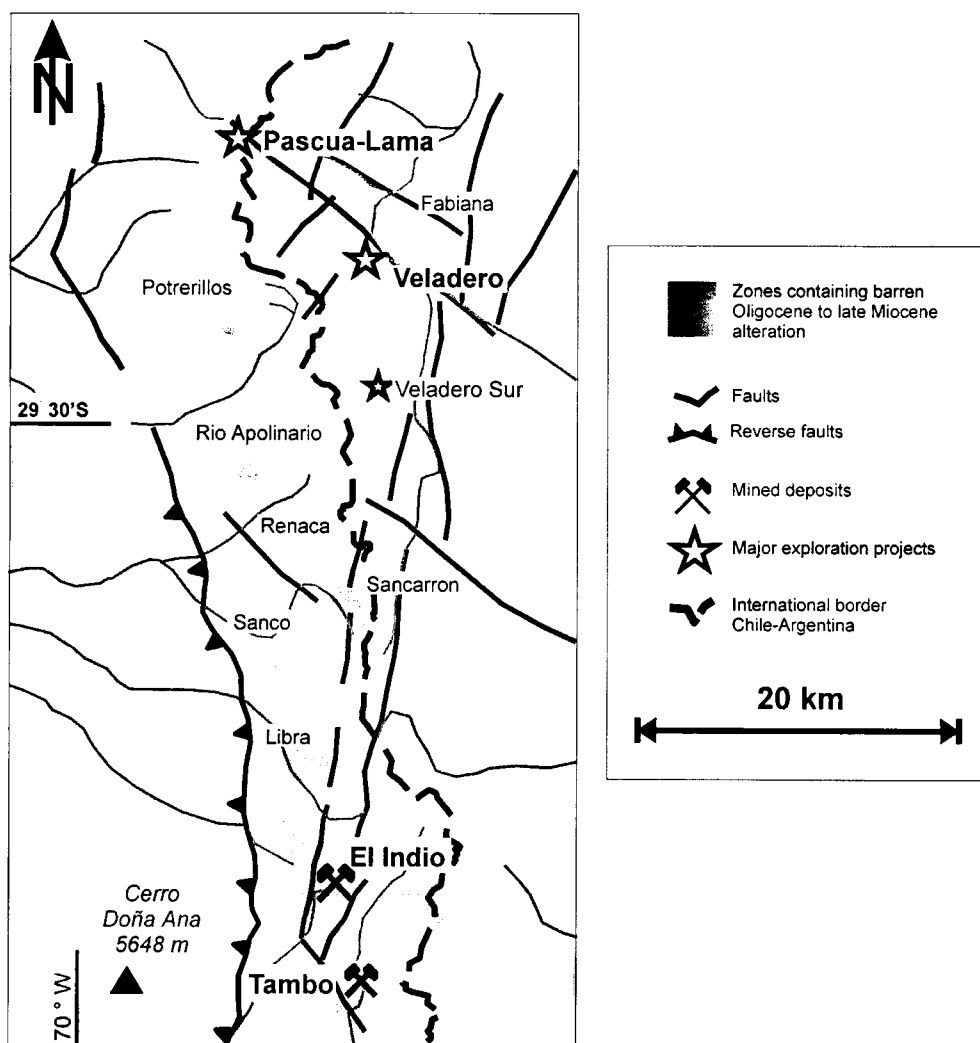 N
Pascua-Lama
Fabiana
Veladero
Potrerillos
Veladero Sur
29 30'S
Rio Apolinario
Renaca
Sancarron
Sanco
Libra
El Indio
Cerro
Doña Ana
5648 m
Tambo
70 ° W
Zones containing barren
Oligocene to late Miocene
alteration
Faults
Reverse faults
Mined deposits
Major exploration projects
International border
Chile-Argentina
20 km